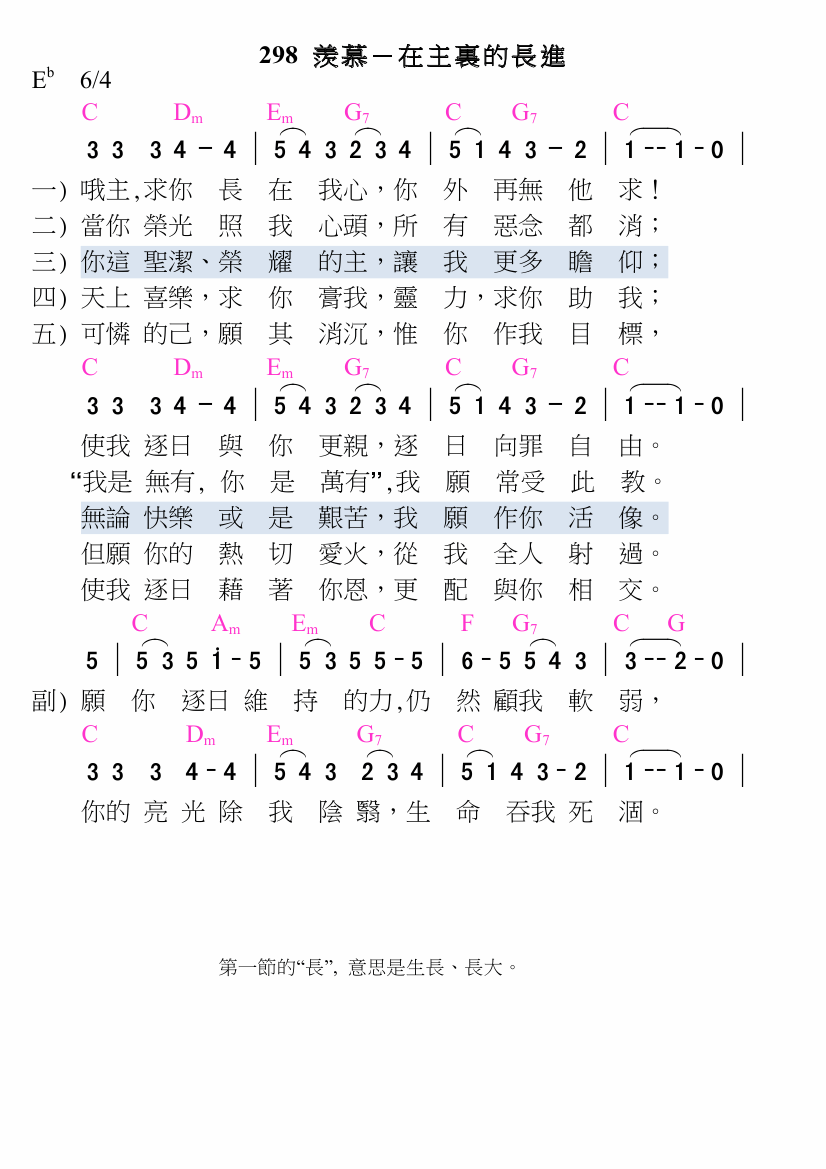 298 羨慕－在主裏的長進
E♭ 6/4
C Dm Em G7 C G7 C
3 3 3 4 - 4 | 5 4 3 2 3 4 | 5 1 4 3 - 2 | 1 - - 1 - 0 |
一) 哦主,求你 長 在 我心，你 外 再無 他 求！
二) 當你 榮光 照 我 心頭，所 有 惡念 都 消；
三) 你這 聖潔、榮 耀 的主，讓 我 更多 瞻 仰；
四) 天上 喜樂，求 你 膏我，靈 力，求你 助 我；
五) 可憐 的己，願 其 消沉，惟 你 作我 目 標，
C Dm Em G7 C G7 C
3 3 3 4 - 4 | 5 4 3 2 3 4 | 5 1 4 3 - 2 | 1 - - 1 - 0 |
使我 逐日 與 你 更親，逐 日 向罪 自 由。
“我是 無有, 你 是 萬有”,我 願 常受 此 教。
無論 快樂 或 是 艱苦，我 願 作你 活 像。
但願 你的 熱 切 愛火，從 我 全人 射 過。
使我 逐日 藉 著 你恩，更 配 與你 相 交。
C Am Em C F G7 C G
5 | 5 3 5 i - 5 | 5 3 5 5 - 5 | 6 - 5 5 4 3 | 3 - - 2 - 0 |
副) 願 你 逐日 維 持 的力,仍 然 顧我 軟 弱，
C Dm Em G7 C G7 C
3 3 3 4 - 4 | 5 4 3 2 3 4 | 5 1 4 3 - 2 | 1 - - 1 - 0 |
你的 亮 光 除 我 陰 翳，生 命 吞我 死 涸。
第一節的“長”, 意思是生長、長大。